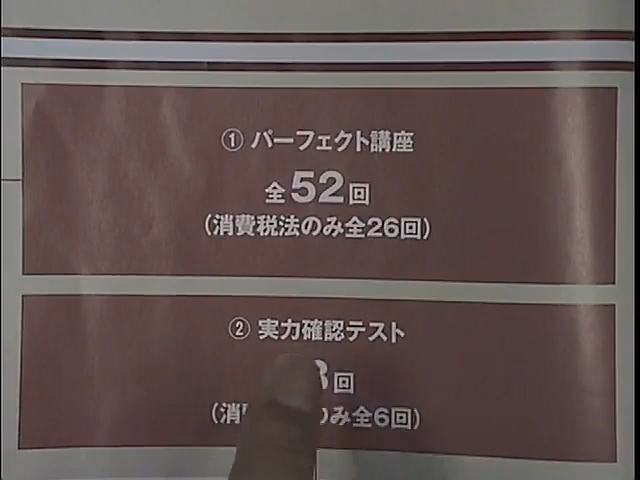 ① パーフェクト講座
全52回
(消費税法のみ全26回)
② 実力確認テスト
回
(消 のみ全6回)